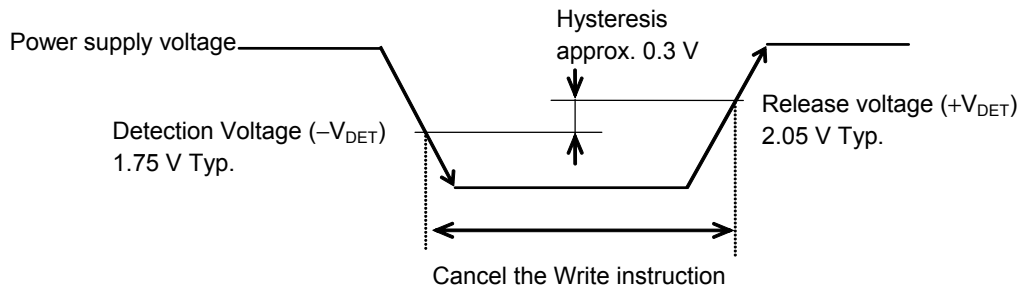 Hysteresis
approx. 0.3 V
Power supply voltage
Release voltage (+V_DET)
2.05 V Typ.
Detection Voltage (−V_DET)
1.75 V Typ.
Cancel the Write instruction